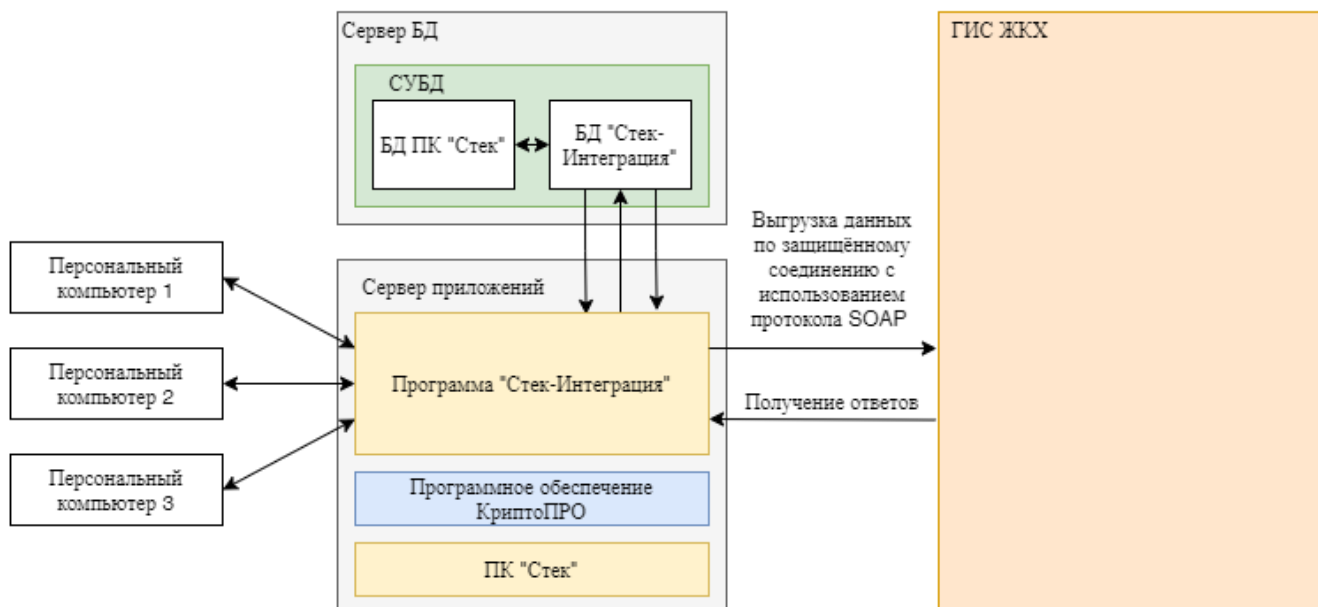 Сервер БД
СУБД
БД ПК "Стек"
БД "Стек-
Интеграция"
ГИС ЖКХ
Выгрузка данных
по защищённому
соединению с
использованием
протокола SOAP
Получение ответов
Персональный
компьютер 1
Персональный
компьютер 2
Персональный
компьютер 3
Сервер приложений
Программа "Стек-Интеграция"
Программное обеспечение
КриптоПРО
ПК "Стек"